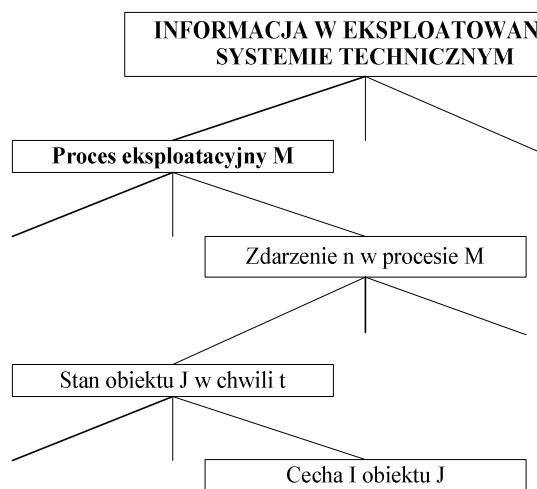 INFORMACJA W EKSPLOATOWAN
SYSTEMIE TECHNICZNYM
Proces eksploatacyjny M
Zdarzenie n w procesie M
Stan obiektu J w chwili t
Cecha I obiektu J